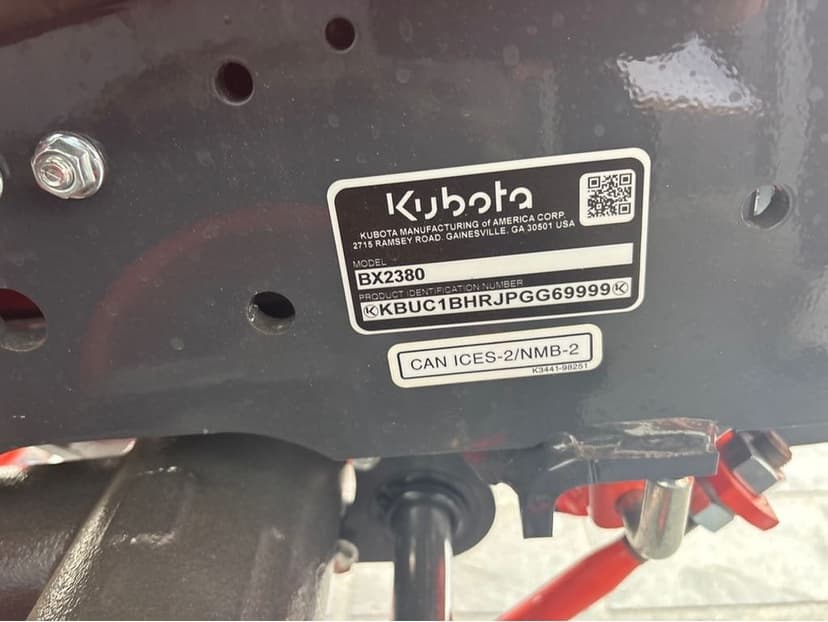 Kubota
KUBOTA MANUFACTURING of AMERICA CORP.
2715 RAMSEY ROAD. GAINESVILLE. GA 30501 USA
MODEL
BX2380
PRODUCT IDENTIFICATION NUMBER
KBUC1BHRJPGG69999
CAN ICES-2/NMB-2
K3441-98251